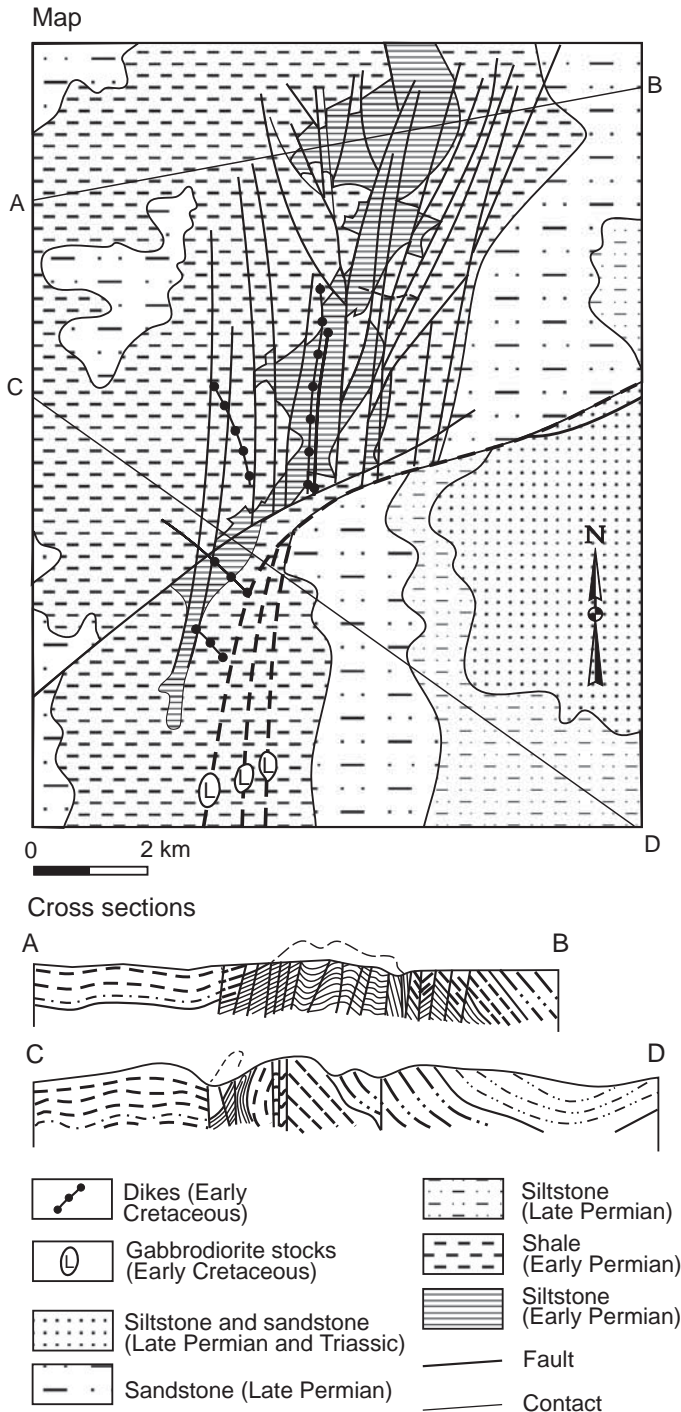 Map
A
B
C
D
N
L
L
L
0 2 km
Cross sections
A
B
C
D
Dikes (Early
Cretaceous)
L
Gabbrodiorite stocks
(Early Cretaceous)
Siltstone and sandstone
(Late Permian and Triassic)
Sandstone (Late Permian)
Siltstone
(Late Permian)
Shale
(Early Permian)
Siltstone
(Early Permian)
Fault
Contact